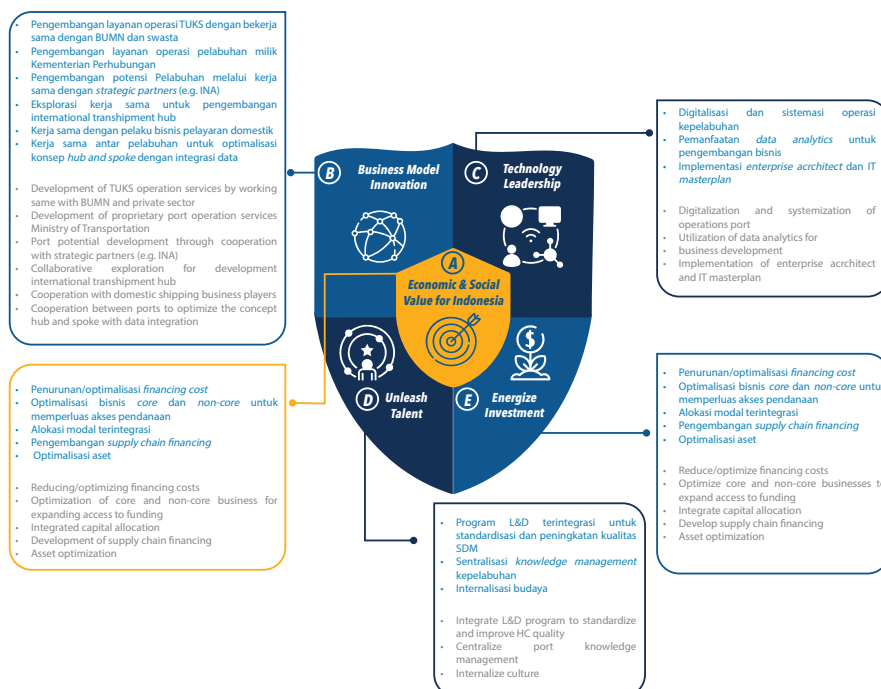 • Pengembangan layanan operasi TUKS dengan bekerja
sama dengan BUMN dan swasta
• Pengembangan layanan operasi pelabuhan milik
Kementerian Perhubungan
• Pengembangan potensi Pelabuhan melalui kerja
sama dengan strategic partners (e.g. INA)
• Eksplorasi kerja sama untuk pengembangan
international transhipment hub
• Kerja sama dengan pelaku bisnis pelayaran domestik
• Kerja sama antar pelabuhan untuk optimalisasi
konsep hub and spoke dengan integrasi data
• Development of TUKS operation services by working
same with BUMN and private sector
• Development of proprietary port operation services
Ministry of Transportation
• Port potential development through cooperation
with strategic partners (e.g. INA)
• Collaborative exploration for development
international transhipment hub
• Cooperation with domestic shipping business players
• Cooperation between ports to optimize the concept
hub and spoke with data integration
B
Business Model
Innovation
C
Technology
Leadership
A
Economic & Social
Value for Indonesia
D
Unleash
Talent
E
Energize
Investment
• Digitalisasi dan sistemasi operasi
kepelabuhan
• Pemanfaatan data analytics untuk
pengembangan bisnis
• Implementasi enterprise acrchitect dan IT
masterplan
• Digitalization and systemization of
operations port
• Utilization of data analytics for
• business development
• Implementation of enterprise acrchitect
and IT masterplan
• Penurunan/optimalisasi financing cost
• Optimalisasi bisnis core dan non-core untuk
memperluas akses pendanaan
• Alokasi modal terintegrasi
• Pengembangan supply chain financing
• Optimalisasi aset
• Reducing/optimizing financing costs
• Optimization of core and non-core business for
expanding access to funding
• Integrated capital allocation
• Development of supply chain financing
• Asset optimization
• Penurunan/optimalisasi financing cost
• Optimalisasi bisnis core dan non-core untuk
memperluas akses pendanaan
• Alokasi modal terintegrasi
• Pengembangan supply chain financing
• Optimalisasi aset
• Reduce/optimize financing costs
• Optimize core and non-core businesses to
expand access to funding
• Integrate capital allocation
• Develop supply chain financing
• Asset optimization
• Program L&D terintegrasi untuk
standardisasi dan peningkatan kualitas
SDM
• Sentralisasi knowledge management
kepelabuhan
• Internalisasi budaya
• Integrate L&D program to standardize
and improve HC quality
• Centralize port knowledge
management
• Internalize culture